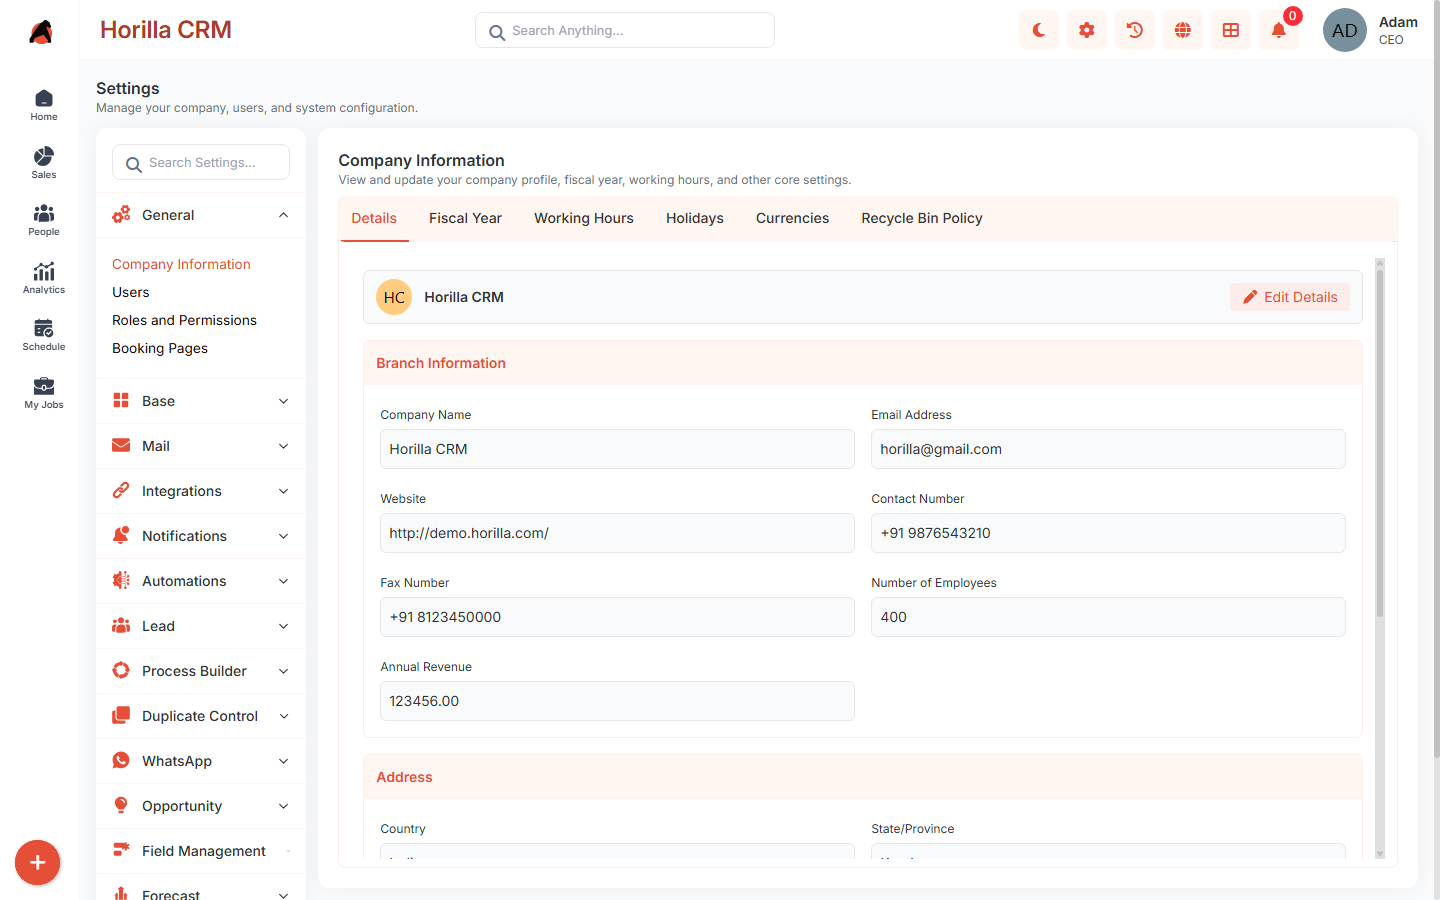 Horilla CRM
Search Anything...
0
AD
Adam
CEO
Home
Sales
People
Analytics
Schedule
My Jobs
Settings
Manage your company, users, and system configuration.
Search Settings...
General
Company Information
Users
Roles and Permissions
Booking Pages
Base
Mail
Integrations
Notifications
Automations
Lead
Process Builder
Duplicate Control
WhatsApp
Opportunity
Field Management
Forecast
Company Information
View and update your company profile, fiscal year, working hours, and other core settings.
Details Fiscal Year Working Hours Holidays Currencies Recycle Bin Policy
HC Horilla CRM
Edit Details
Branch Information
Company Name
Horilla CRM
Email Address
horilla@gmail.com
Website
http://demo.horilla.com/
Contact Number
+91 9876543210
Fax Number
+91 8123450000
Number of Employees
400
Annual Revenue
123456.00
Address
Country
State/Province